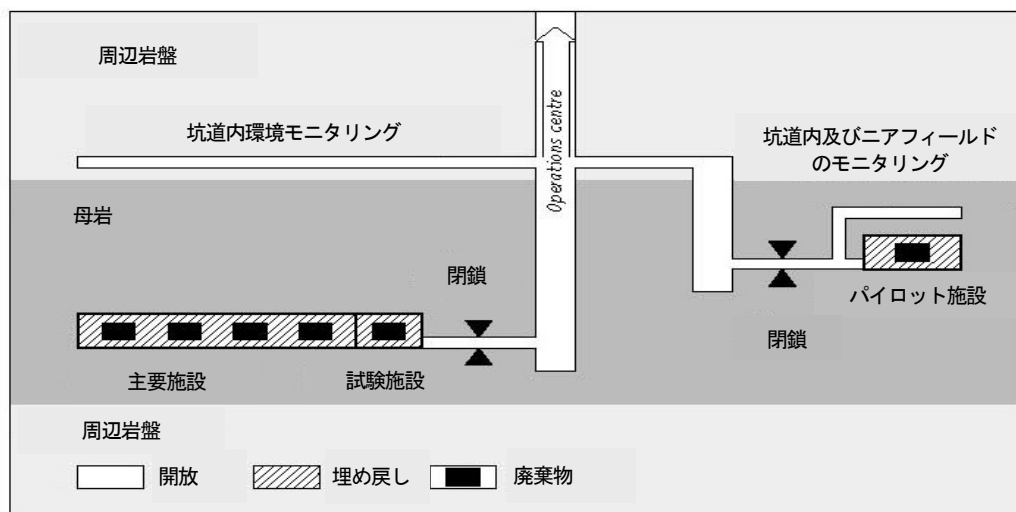 周辺岩盤
坑道内環境モニタリング
Operations centre
坑道内及びニアフィールド
のモニタリング
母岩
閉鎖
パイロット施設
閉鎖
主要施設
試験施設
周辺岩盤
開放
埋め戻し
廃棄物